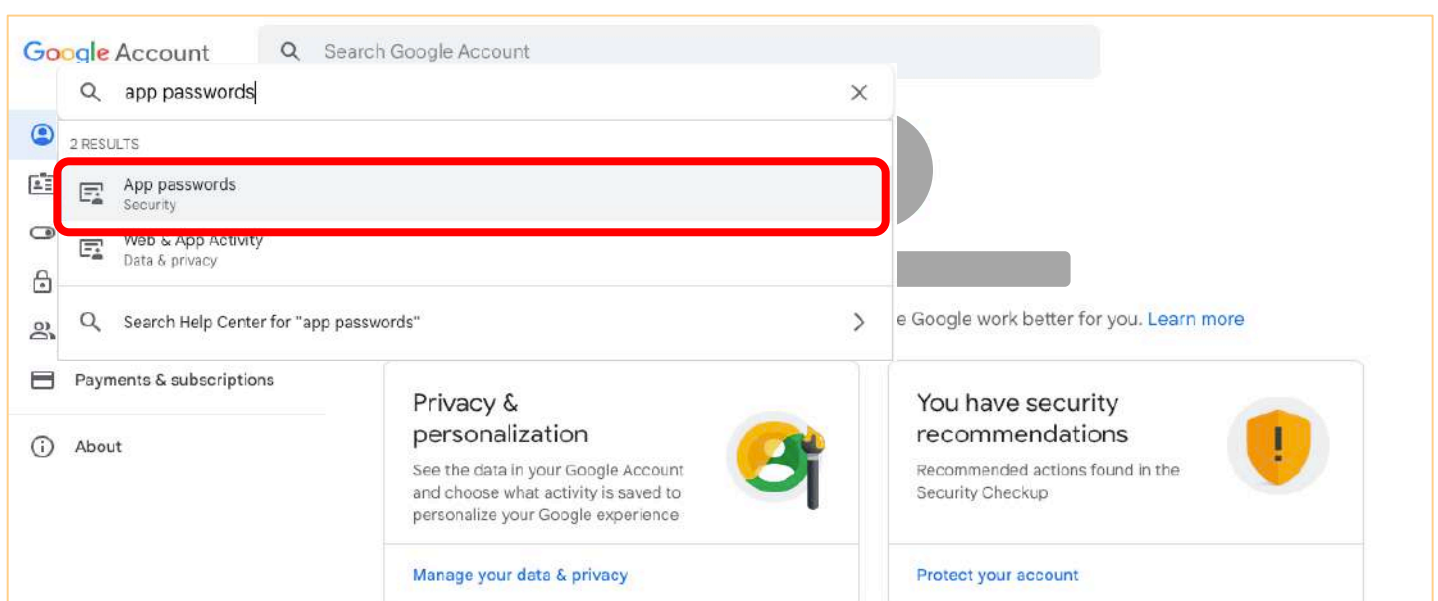 Google Account
Search Google Account
app passwords
2 RESULTS
App passwords
Security
Web & App Activity
Data & privacy
Search Help Center for "app passwords"
e Google work better for you. Learn more
Payments & subscriptions
About
Privacy &
personalization
See the data in your Google Account
and choose what activity is saved to
personalize your Google experience
Manage your data & privacy
You have security
recommendations
Recommended actions found in the
Security Checkup
Protect your account